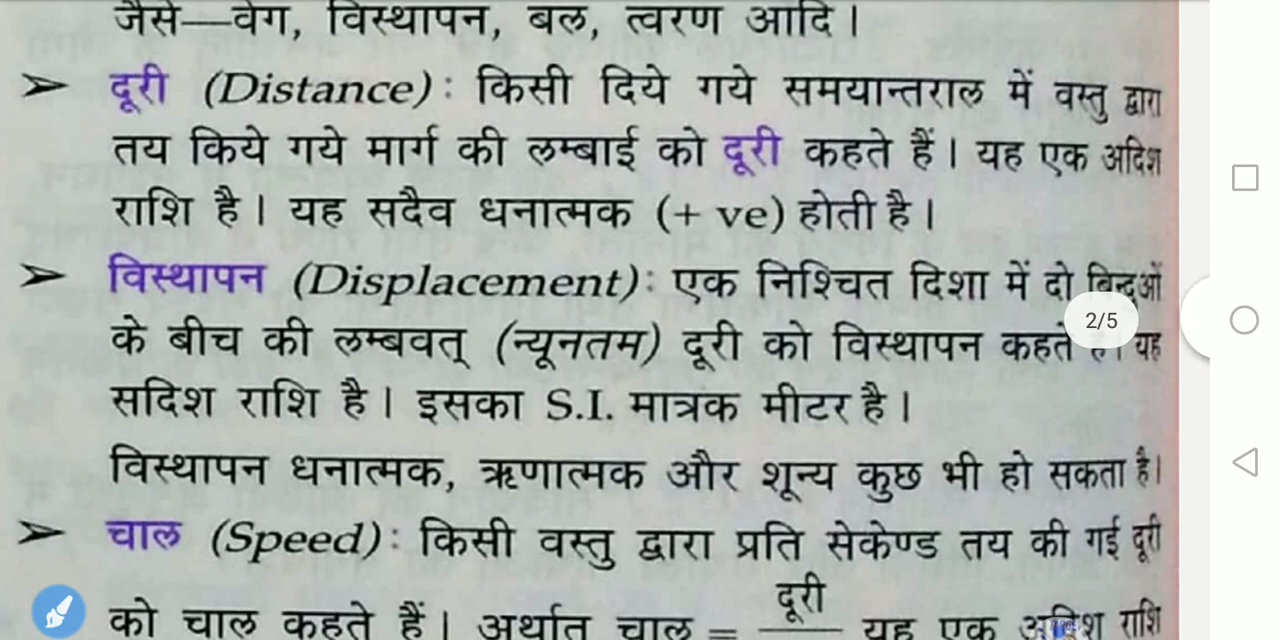 जैसे—वेग, विस्थापन, बल, त्वरण आदि।
➢ दूरी (Distance) : किसी दिये गये समयान्तराल में वस्तु द्वारा
तय किये गये मार्ग की लम्बाई को दूरी कहते हैं। यह एक अदिश
राशि है। यह सदैव धनात्मक (+ ve) होती है।
➢ विस्थापन (Displacement) : एक निश्चित दिशा में दो बिन्दुओं
के बीच की लम्बवत् (न्यूनतम) दूरी को विस्थापन कहते हैं। यह
2/5
सदिश राशि है। इसका S.I. मात्रक मीटर है।
विस्थापन धनात्मक, ऋणात्मक और शून्य कुछ भी हो सकता है।
➢ चाल (Speed) : किसी वस्तु द्वारा प्रति सेकेण्ड तय की गई दूरी
को चाल कहते हैं। अर्थात चाल = दूरी यह एक राशि